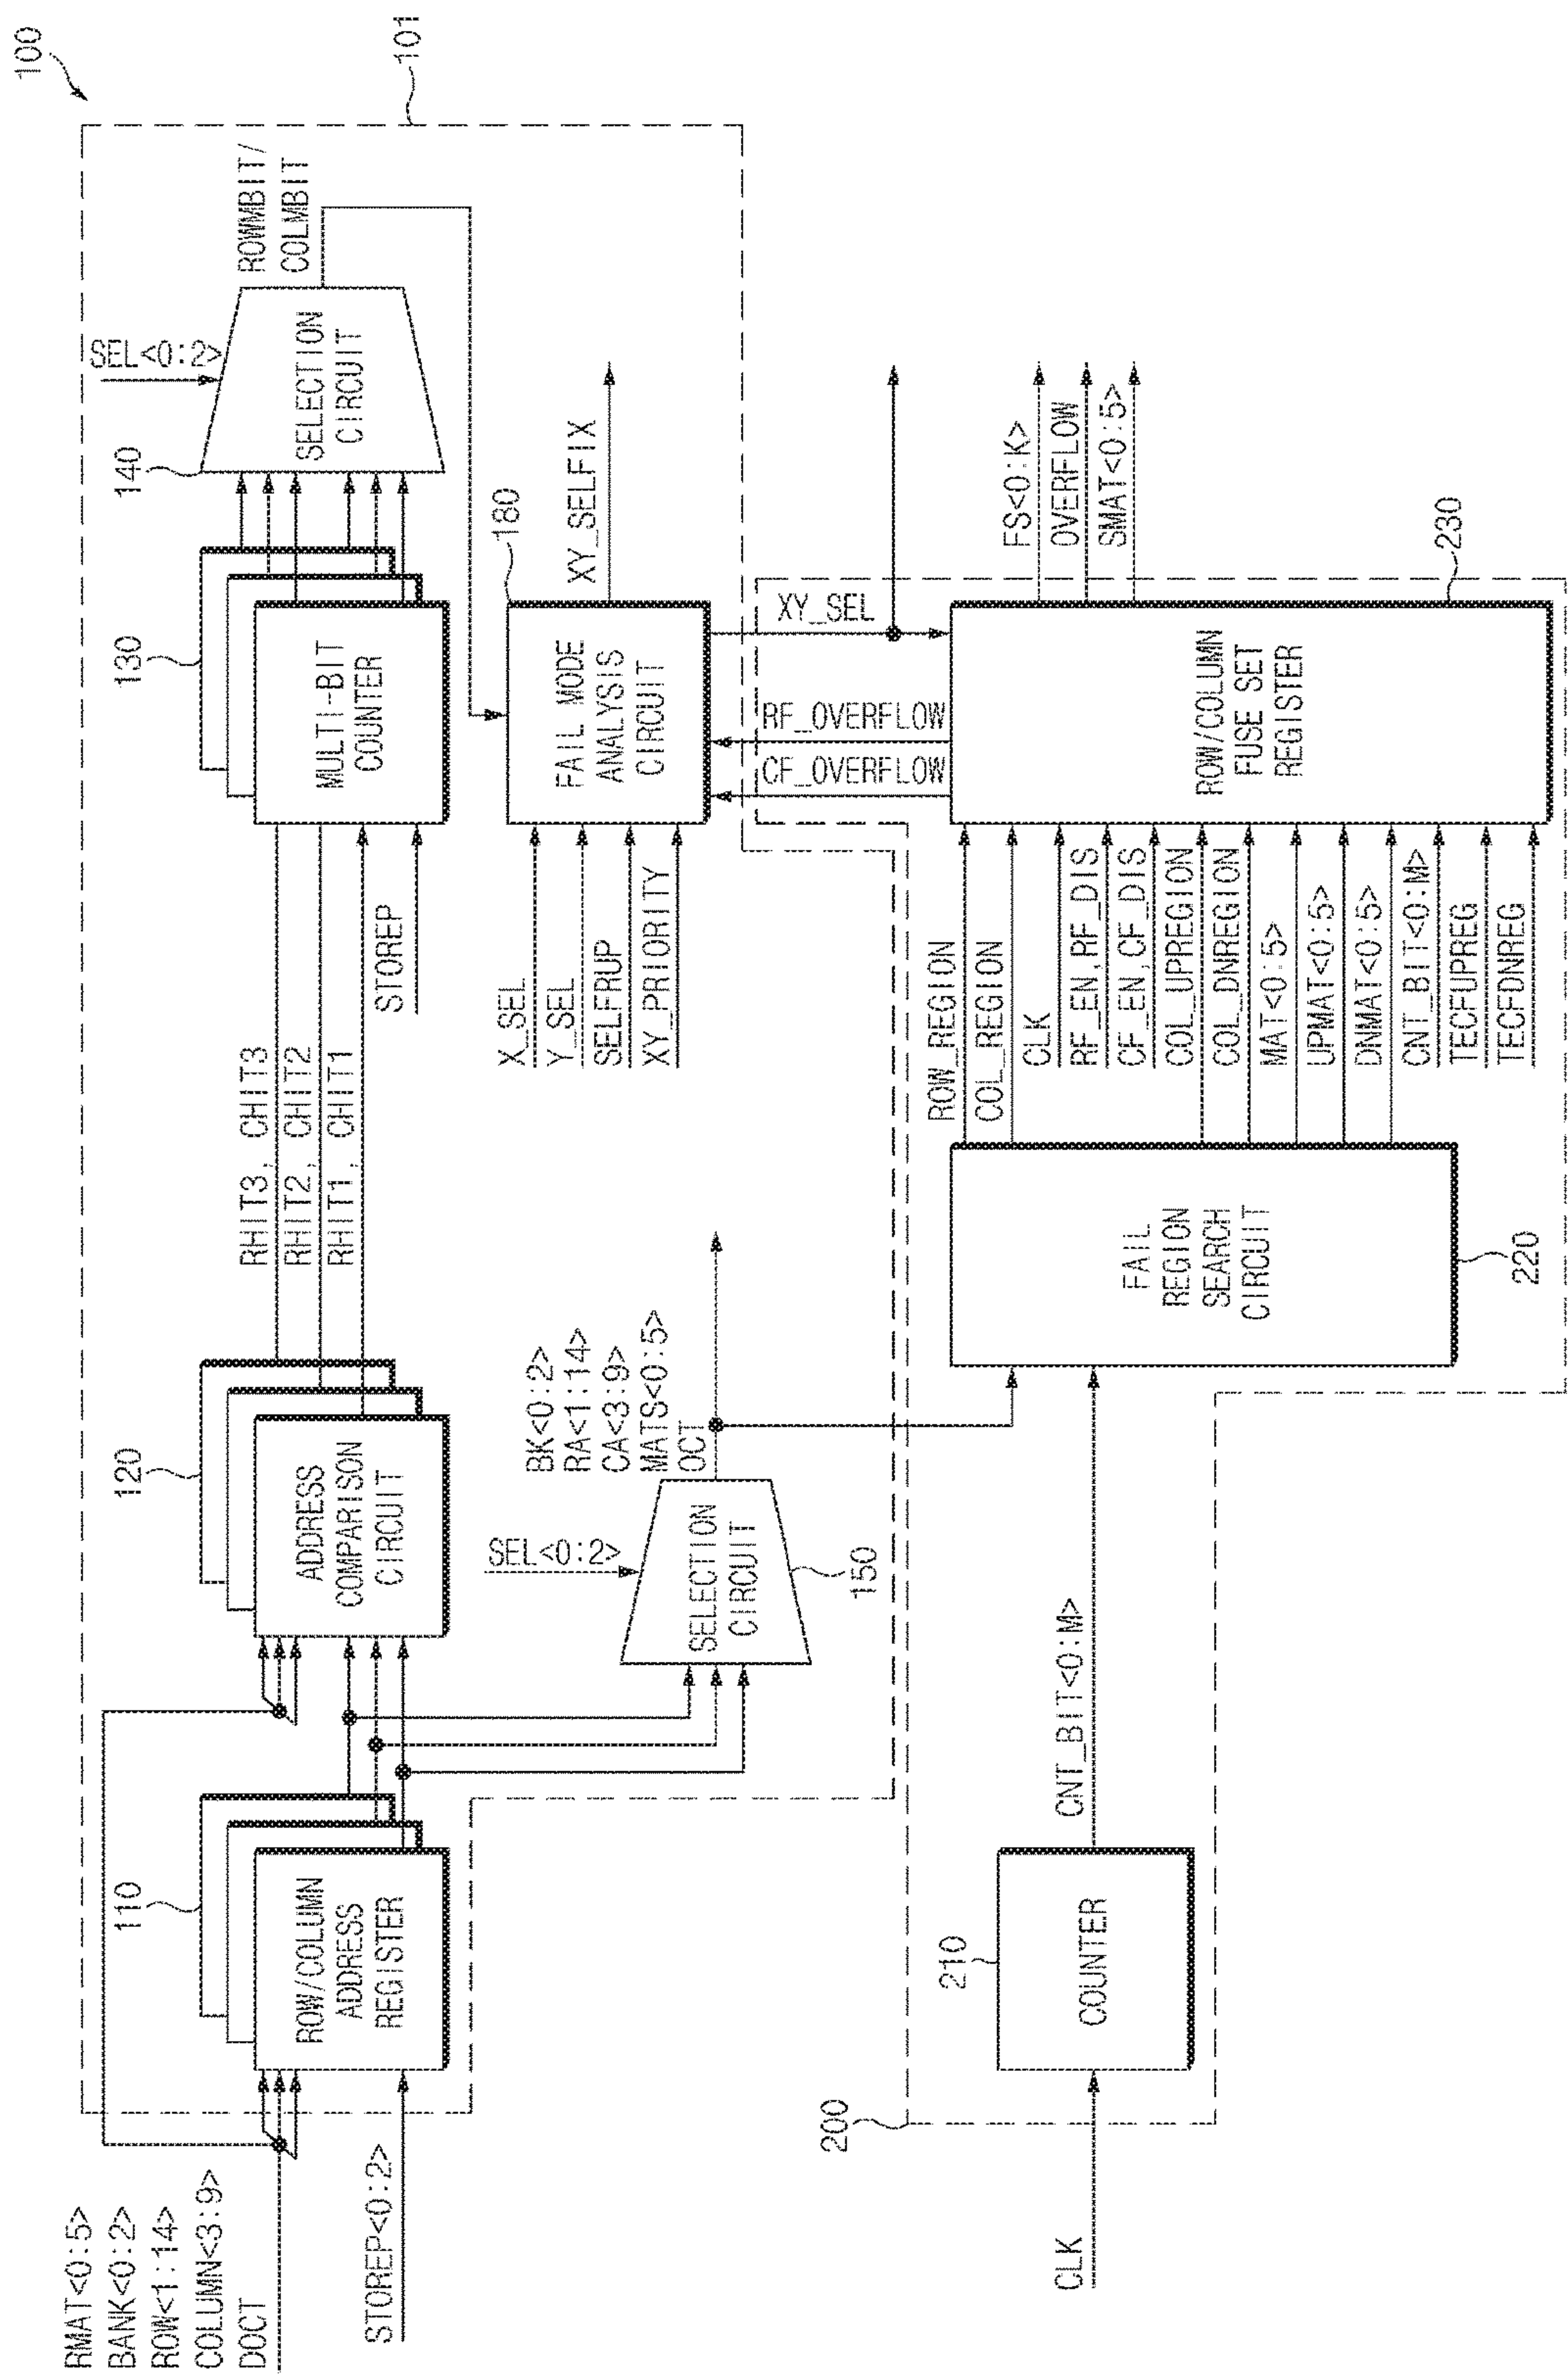 100
101
RMAT<0:5>
BANK<0:2>
ROW<1:14>
COLUMN<3:9>
DOCT
STOREP<0:2>
110
ROW/COLUMN
ADDRESS
REGISTER
120
ADDRESS
COMPARISON
CIRCUIT
RHIT3, CHIT3
RHIT2, CHIT2
RHIT1, CHIT1
STOREP
130
MULTI-BIT
COUNTER
140
SEL<0:2>
SELECTION
CIRCUIT
ROWMBIT/
COLMBIT
SEL<0:2>
SELECTION
CIRCUIT
150
BK<0:2>
RA<1:14>
CA<3:9>
MATS<0:5>
OCT
X_SEL
Y_SEL
SELFRUP
XY_PRIORITY
180
FAIL MODE
ANALYSIS
CIRCUIT
XY_SELFIX
CF_OVERFLOW
RF_OVERFLOW
XY_SEL
200
CLK
210
COUNTER
CNT_BIT<0:M>
FAIL
REGION
SEARCH
CIRCUIT
220
ROW_REGION
COL_REGION
CLK
RF_EN,RF_DIS
CF_EN,CF_DIS
COL_UPREGION
COL_DNREGION
MAT<0:5>
UPMAT<0:5>
DNMAT<0:5>
CNT_BIT<0:M>
TECFUPREG
TECFDNREG
ROW/COLUMN
FUSE SET
REGISTER
230
FS<0:K>
OVERFLOW
SMAT<0:5>